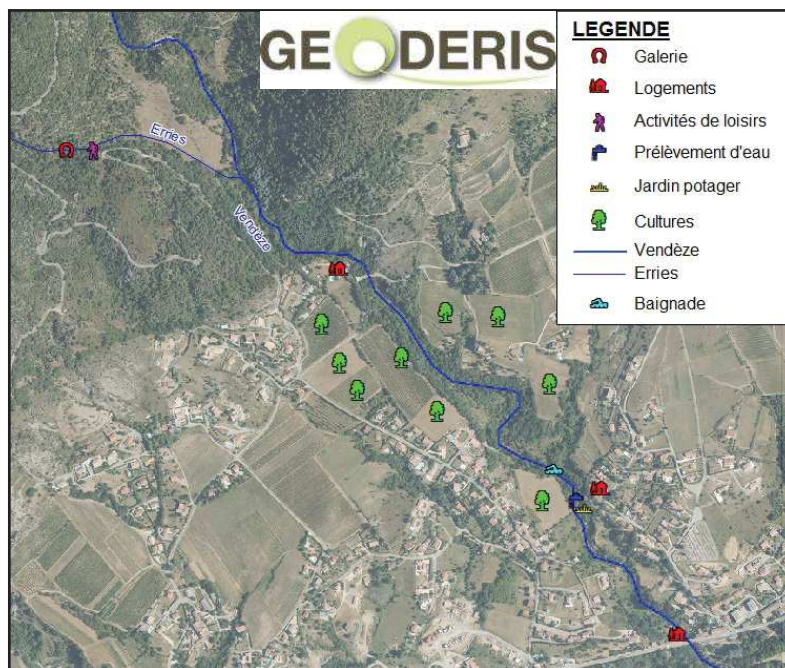 GEODERIS
LEGENDE
Galerie
Logements
Activités de loisirs
Prélèvement d'eau
Jardin potager
Cultures
Vendèze
Erries
Baignade
Erries
Vendèze